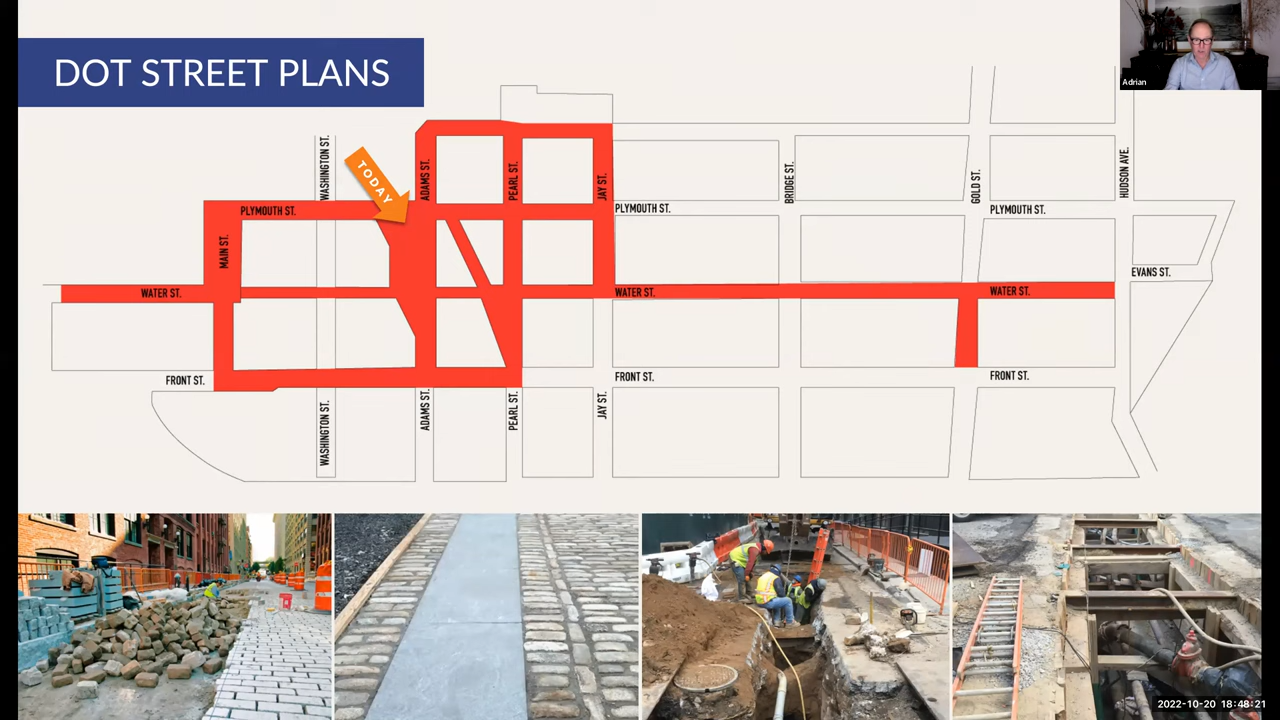 DOT STREET PLANS
Adrian
TODAY
WASHINGTON ST.
ADAMS ST.
PEARL ST.
JAY ST.
BRIDGE ST.
GOLD ST.
HUDSON AVE.
PLYMOUTH ST.
PLYMOUTH ST.
PLYMOUTH ST.
MAIN ST.
EVANS ST.
WATER ST.
WATER ST.
WATER ST.
FRONT ST.
FRONT ST.
FRONT ST.
WASHINGTON ST.
ADAMS ST.
PEARL ST.
JAY ST.
2022-10-20 18:48:21